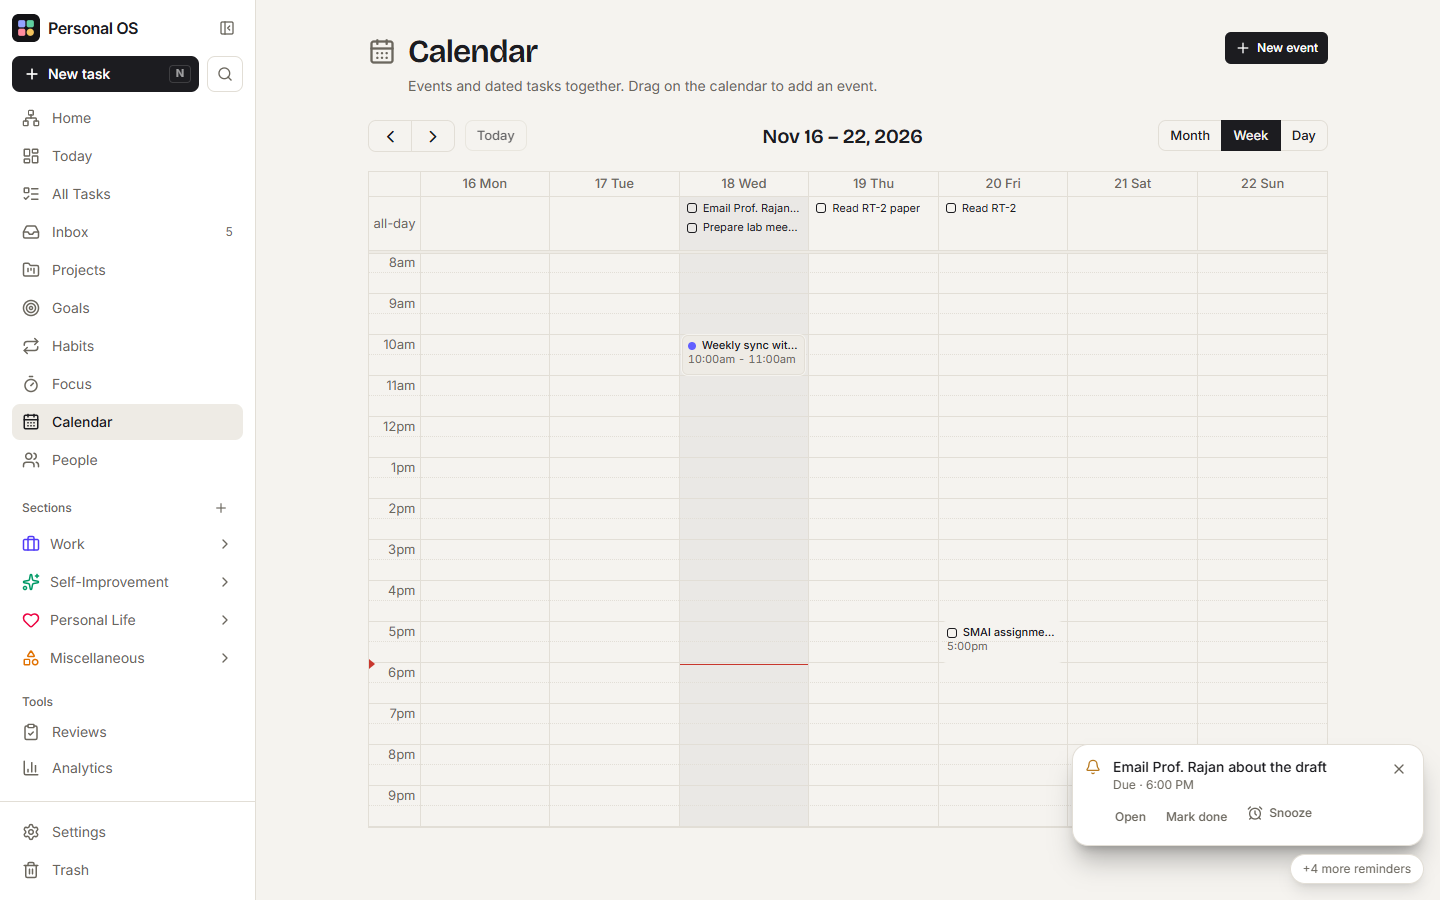 Personal OS
New task
N
Home
Today
All Tasks
Inbox
5
Projects
Goals
Habits
Focus
Calendar
People
Sections
Work
Self-Improvement
Personal Life
Miscellaneous
Tools
Reviews
Analytics
Settings
Trash
Calendar
New event
Events and dated tasks together. Drag on the calendar to add an event.
Today
Nov 16 – 22, 2026
Month
Week
Day
16 Mon
17 Tue
18 Wed
19 Thu
20 Fri
21 Sat
22 Sun
all-day
Email Prof. Rajan...
Prepare lab mee...
Read RT-2 paper
Read RT-2
8am
9am
10am
Weekly sync wit...
10:00am - 11:00am
11am
12pm
1pm
2pm
3pm
4pm
5pm
SMAI assignme...
5:00pm
6pm
7pm
8pm
9pm
Email Prof. Rajan about the draft
Due · 6:00 PM
Open
Mark done
Snooze
+4 more reminders